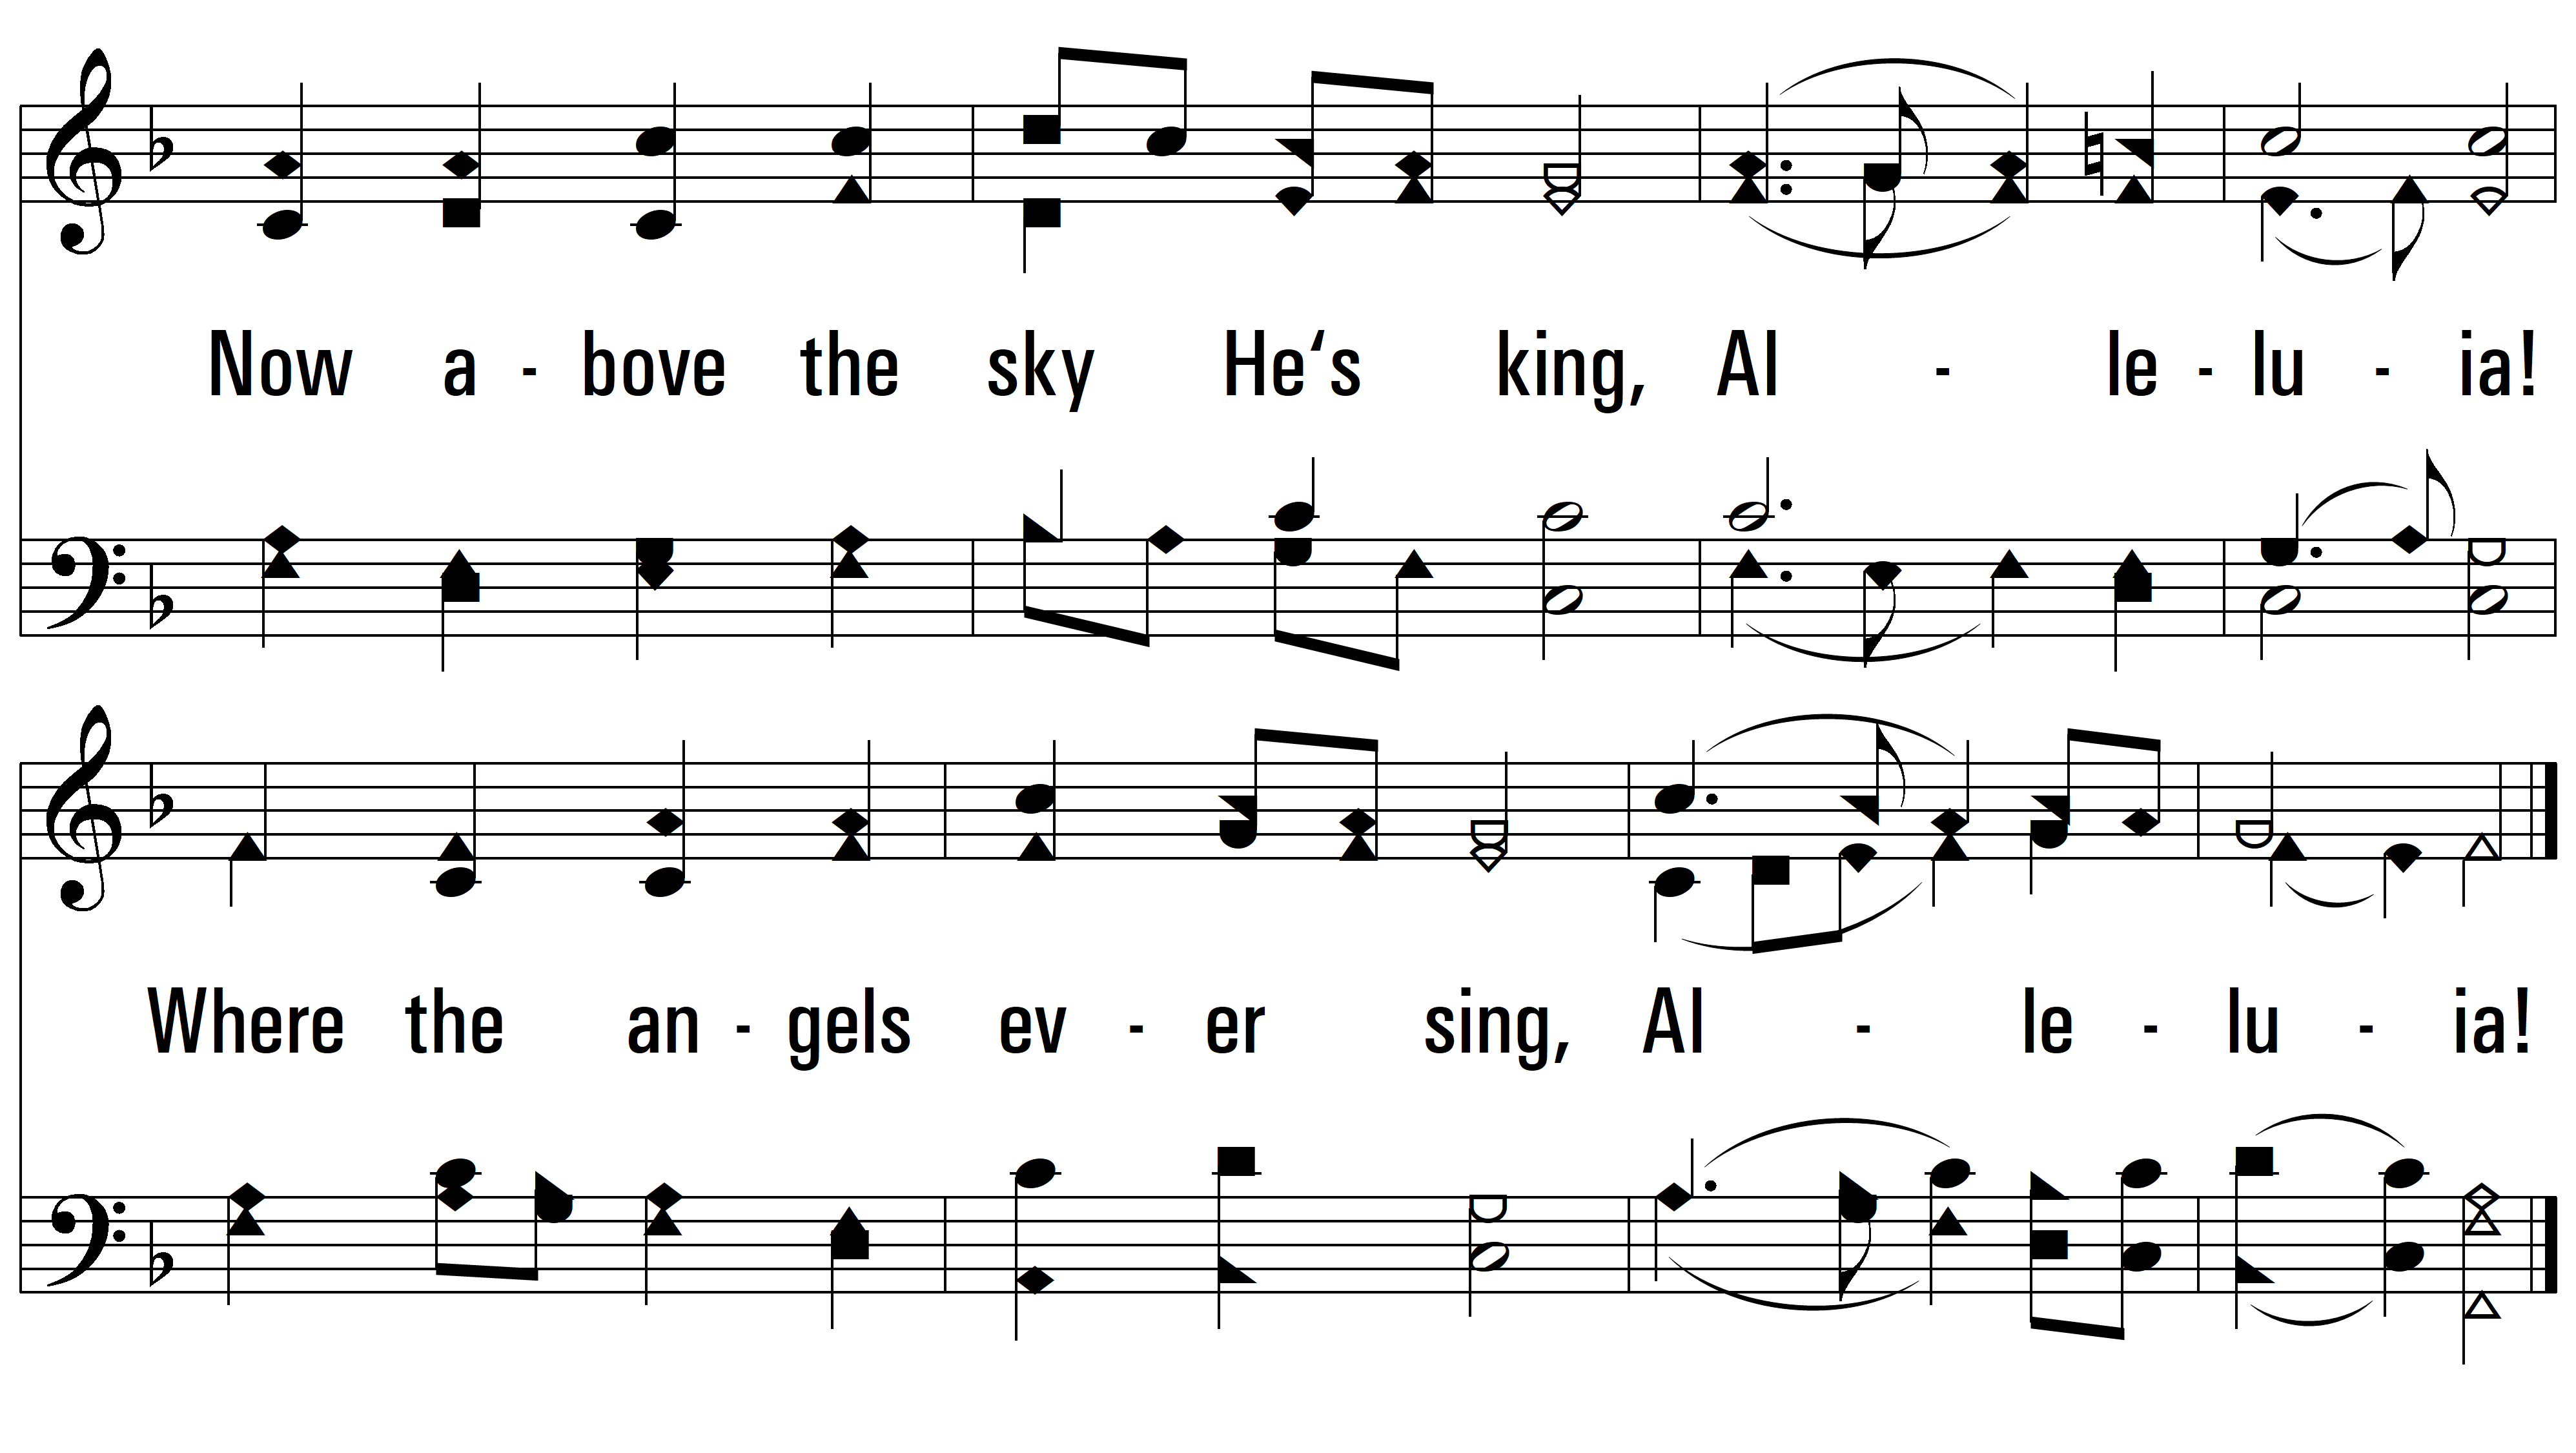 Now a - bove the sky He‘s king, Al - le - lu - ia!
Where the an - gels ev - er sing, Al - le - lu - ia!